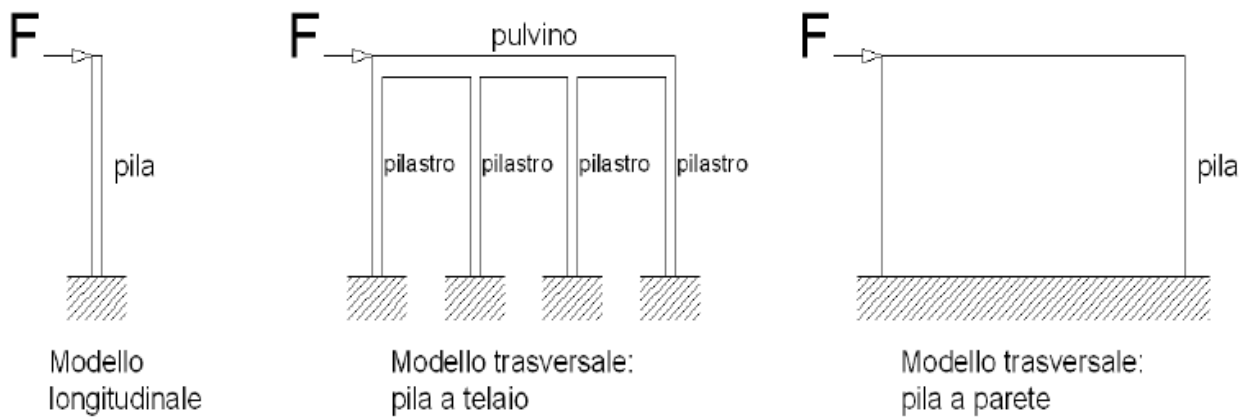 F
pila
Modello
longitudinale
F
pulvino
pilastro
pilastro
pilastro
pilastro
Modello trasversale:
pila a telaio
F
pila
Modello trasversale:
pila a parete